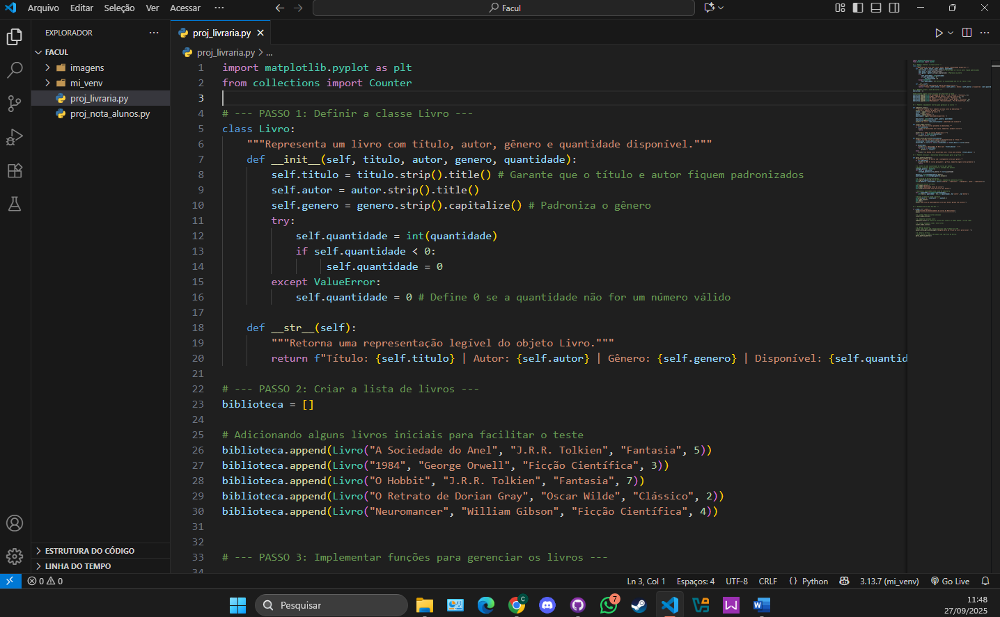 Arquivo Editar Seleção Ver Acessar ··· Facul
EXPLORADOR ···
FACUL
imagens
mi_venv
proj_livraria.py
proj_nota_alunos.py
ESTRUTURA DO CÓDIGO
LINHA DO TEMPO
proj_livraria.py
proj_livraria.py > ...
1 import matplotlib.pyplot as plt
2 from collections import Counter
3
4 # --- PASSO 1: Definir a classe Livro ---
5 class Livro:
6     """Representa um livro com título, autor, gênero e quantidade disponível."""
7     def __init__(self, titulo, autor, genero, quantidade):
8         self.titulo = titulo.strip().title() # Garante que o título e autor fiquem padronizados
9         self.autor = autor.strip().title()
10         self.genero = genero.strip().capitalize() # Padroniza o gênero
11         try:
12             self.quantidade = int(quantidade)
13             if self.quantidade < 0:
14                 self.quantidade = 0
15         except ValueError:
16             self.quantidade = 0 # Define 0 se a quantidade não for um número válido
17
18     def __str__(self):
19         """Retorna uma representação legível do objeto Livro."""
20         return f"Título: {self.titulo} | Autor: {self.autor} | Gênero: {self.genero} | Disponível: {self.quantid
21
22 # --- PASSO 2: Criar a lista de livros ---
23 biblioteca = []
24
25 # Adicionando alguns livros iniciais para facilitar o teste
26 biblioteca.append(Livro("A Sociedade do Anel", "J.R.R. Tolkien", "Fantasia", 5))
27 biblioteca.append(Livro("1984", "George Orwell", "Ficção Científica", 3))
28 biblioteca.append(Livro("O Hobbit", "J.R.R. Tolkien", "Fantasia", 7))
29 biblioteca.append(Livro("O Retrato de Dorian Gray", "Oscar Wilde", "Clássico", 2))
30 biblioteca.append(Livro("Neuromancer", "William Gibson", "Ficção Científica", 4))
31
32
33 # --- PASSO 3: Implementar funções para gerenciar os livros ---
34
0 0 Ln 3, Col 1 Espaços: 4 UTF-8 CRLF {} Python 3.13.7 (mi_venv) Go Live
Pesquisar
C
7
11:48
27/09/2025